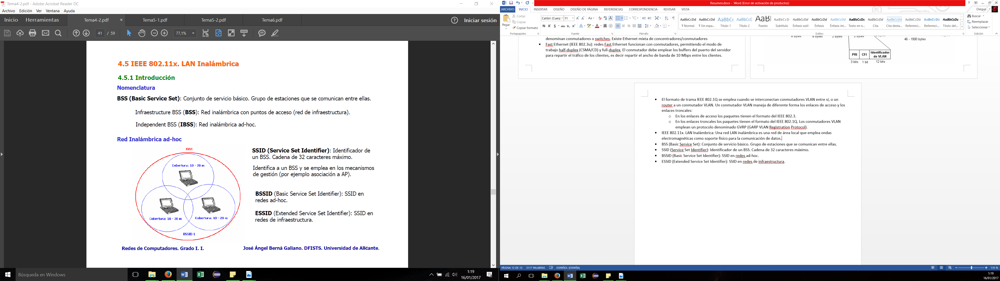 Tema4-2.pdf - Adobe Acrobat Reader DC
Archivo Edición Ver Ventana Ayuda
Inicio Herramientas Tema4-2.pdf × Tema5-1.pdf Tema5-2.pdf Tema6.pdf Iniciar sesión
41 / 59 77,1%
4.5 IEEE 802.11x. LAN Inalámbrica
4.5.1 Introducción
Nomenclatura
BSS (Basic Service Set): Conjunto de servicio básico. Grupo de estaciones que se comunican entre ellas.
Infraestructure BSS (BSS): Red inalámbrica con puntos de acceso (red de infraestructura).
Independent BSS (IBSS): Red inalámbrica ad-hoc.
Red Inalámbrica ad-hoc
IBSS
Cobertura: 10 - 20 m
Cobertura: 10 - 20 m
Cobertura: 10 - 20 m
BSSID 1
SSID (Service Set Identifier): Identificador de
un BSS. Cadena de 32 caracteres máximo.
Identifica a un BSS y se emplea en los mecanismos
de gestión (por ejemplo asociación a AP).
BSSID (Basic Service Set Identifier): SSID en
redes ad-hoc.
ESSID (Extended Service Set Identifier): SSID en
redes de infraestructura.
Redes de Computadores. Grado I. I. José Ángel Berná Galiano. DFISTS. Universidad de Alicante.
Búsqueda en Windows
1:19
16/01/2017
Resumen.docx - Word (Error de activación de productos)
ARCHIVO INICIO INSERTAR DISEÑO DISEÑO DE PÁGINA REFERENCIAS CORRESPONDENCIA REVISAR VISTA Diegus .
Pegar
Cortar
Copiar
Copiar formato
Portapapeles
Calibri (Cuerp 11
N K S abc x₂ x²
Fuente
Párrafo
AaBbCcDd AaBbCcDd AaBbC( AaBbCcC AaB( AaBbCcD AaBbCcDd AaBbCcDd AaBbCcDd AaBbCcDc AaBbCcDd AaBbCcDd AaBbCcDd AaBbCcDd AaBbCcDc
¶ Normal ¶ Sin espa... Título 1 Título 2 Puesto Subtítulo Énfasis sutil Énfasis Énfasis int... Texto en n... Cita Cita desta... Referenci... Referenci... Título del...
Estilos
Buscar
Reemplazar
Seleccionar
Edición
denominan conmutadores o switches. Existe Ethernet mixta de concentradores/conmutadores
• Fast Ethernet (IEEE 802.3u): redes Fast Ethernet funcionan con conmutadores, permitiendo el modo de
trabajo half-duplex (CSMA/CD) y full-duplex. El conmutador debe emplear los buffers del puerto del servidor
para repartir el tráfico de los clientes, es decir repartir el ancho de banda de 10 Mbps entre los clientes.
6 bytes 6 bytes 2 bytes 2 bytes 2 bytes
46 - 1500 bytes
PRI CFI Identificador
de VLAN
3 bits 1 bit 12 bits
• El formato de trama IEEE 802.1Q se emplea cuando se interconectan conmutadores VLAN entre sí, o un
router a un conmutador VLAN. Un conmutador VLAN maneja de diferente forma los enlaces de acceso y los
enlaces troncales:
o En los enlaces de acceso los paquetes tienen el formato del IEEE 802.3.
o En los enlaces troncales los paquetes tienen el formato del IEEE 802.1Q. Los conmutadores VLAN
emplean un protocolo denominado GVRP (GARP VLAN Registration Protocol).
• IEEE 802.11x. LAN Inalámbrica: Una red LAN inalámbrica es una red de área local que emplea ondas
electromagnéticas como soporte físico para la comunicación de datos.
• BSS (Basic Service Set): Conjunto de servicio básico. Grupo de estaciones que se comunican entre ellas.
• SSID (Service Set Identifier): Identificador de un BSS. Cadena de 32 caracteres máximo.
• BSSID (Basic Service Set Identifier): SSID en redes ad-hoc.
• ESSID (Extended Service Set Identifier): SSID en redes de infraestructura.
PÁGINA 13 DE 13 3117 PALABRAS ESPAÑOL (ESPAÑA) 110 %
1:19
16/01/2017